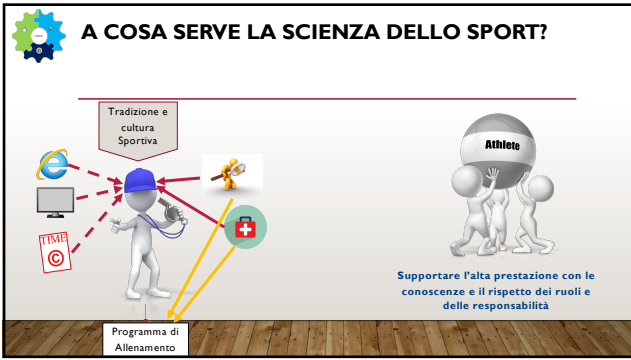 A COSA SERVE LA SCIENZA DELLO SPORT?
Tradizione e
cultura
Sportiva
TIME
©
Athlete
Supportare l'alta prestazione con le
conoscenze e il rispetto dei ruoli e
delle responsabilità
Programma di
Allenamento